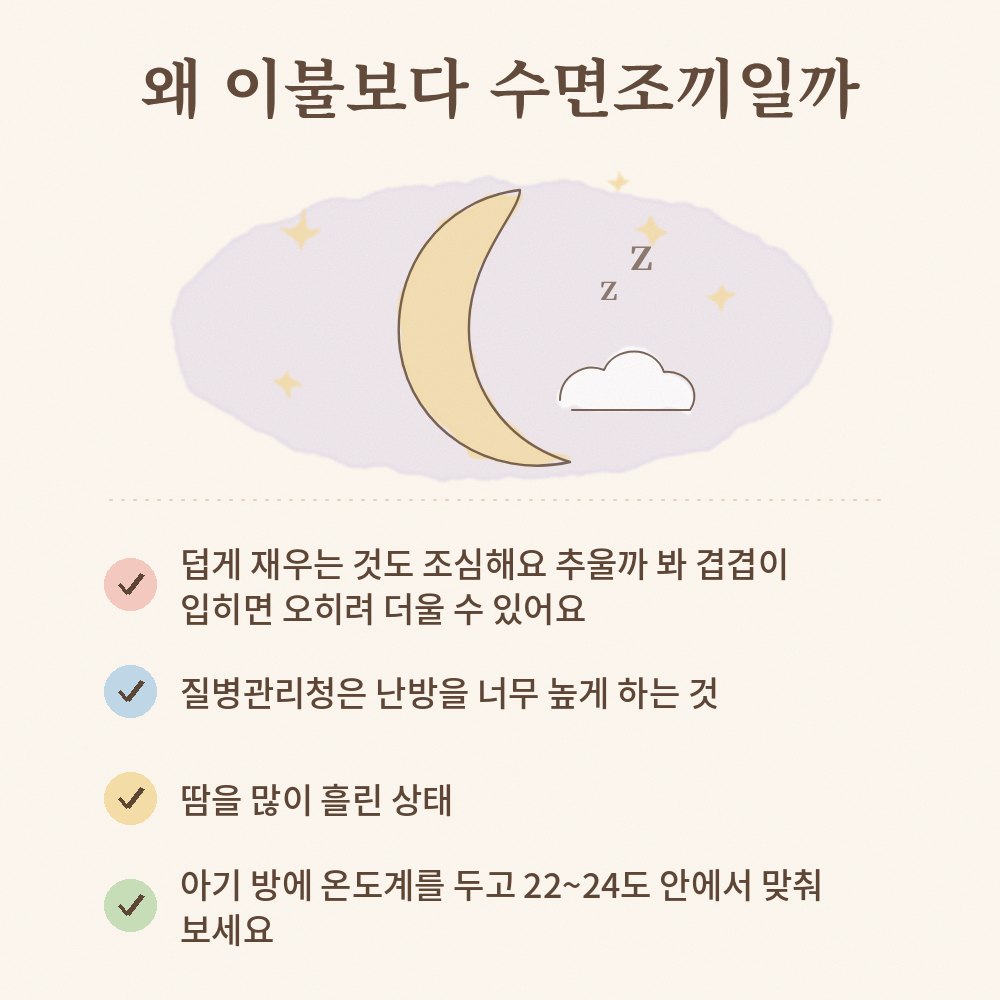 왜 이불보다 수면조끼일까
z
z
덥게 재우는 것도 조심해요 추울까 봐 겹겹이
입히면 오히려 더울 수 있어요
질병관리청은 난방을 너무 높게 하는 것
땀을 많이 흘린 상태
아기 방에 온도계를 두고 22~24도 안에서 맞춰
보세요